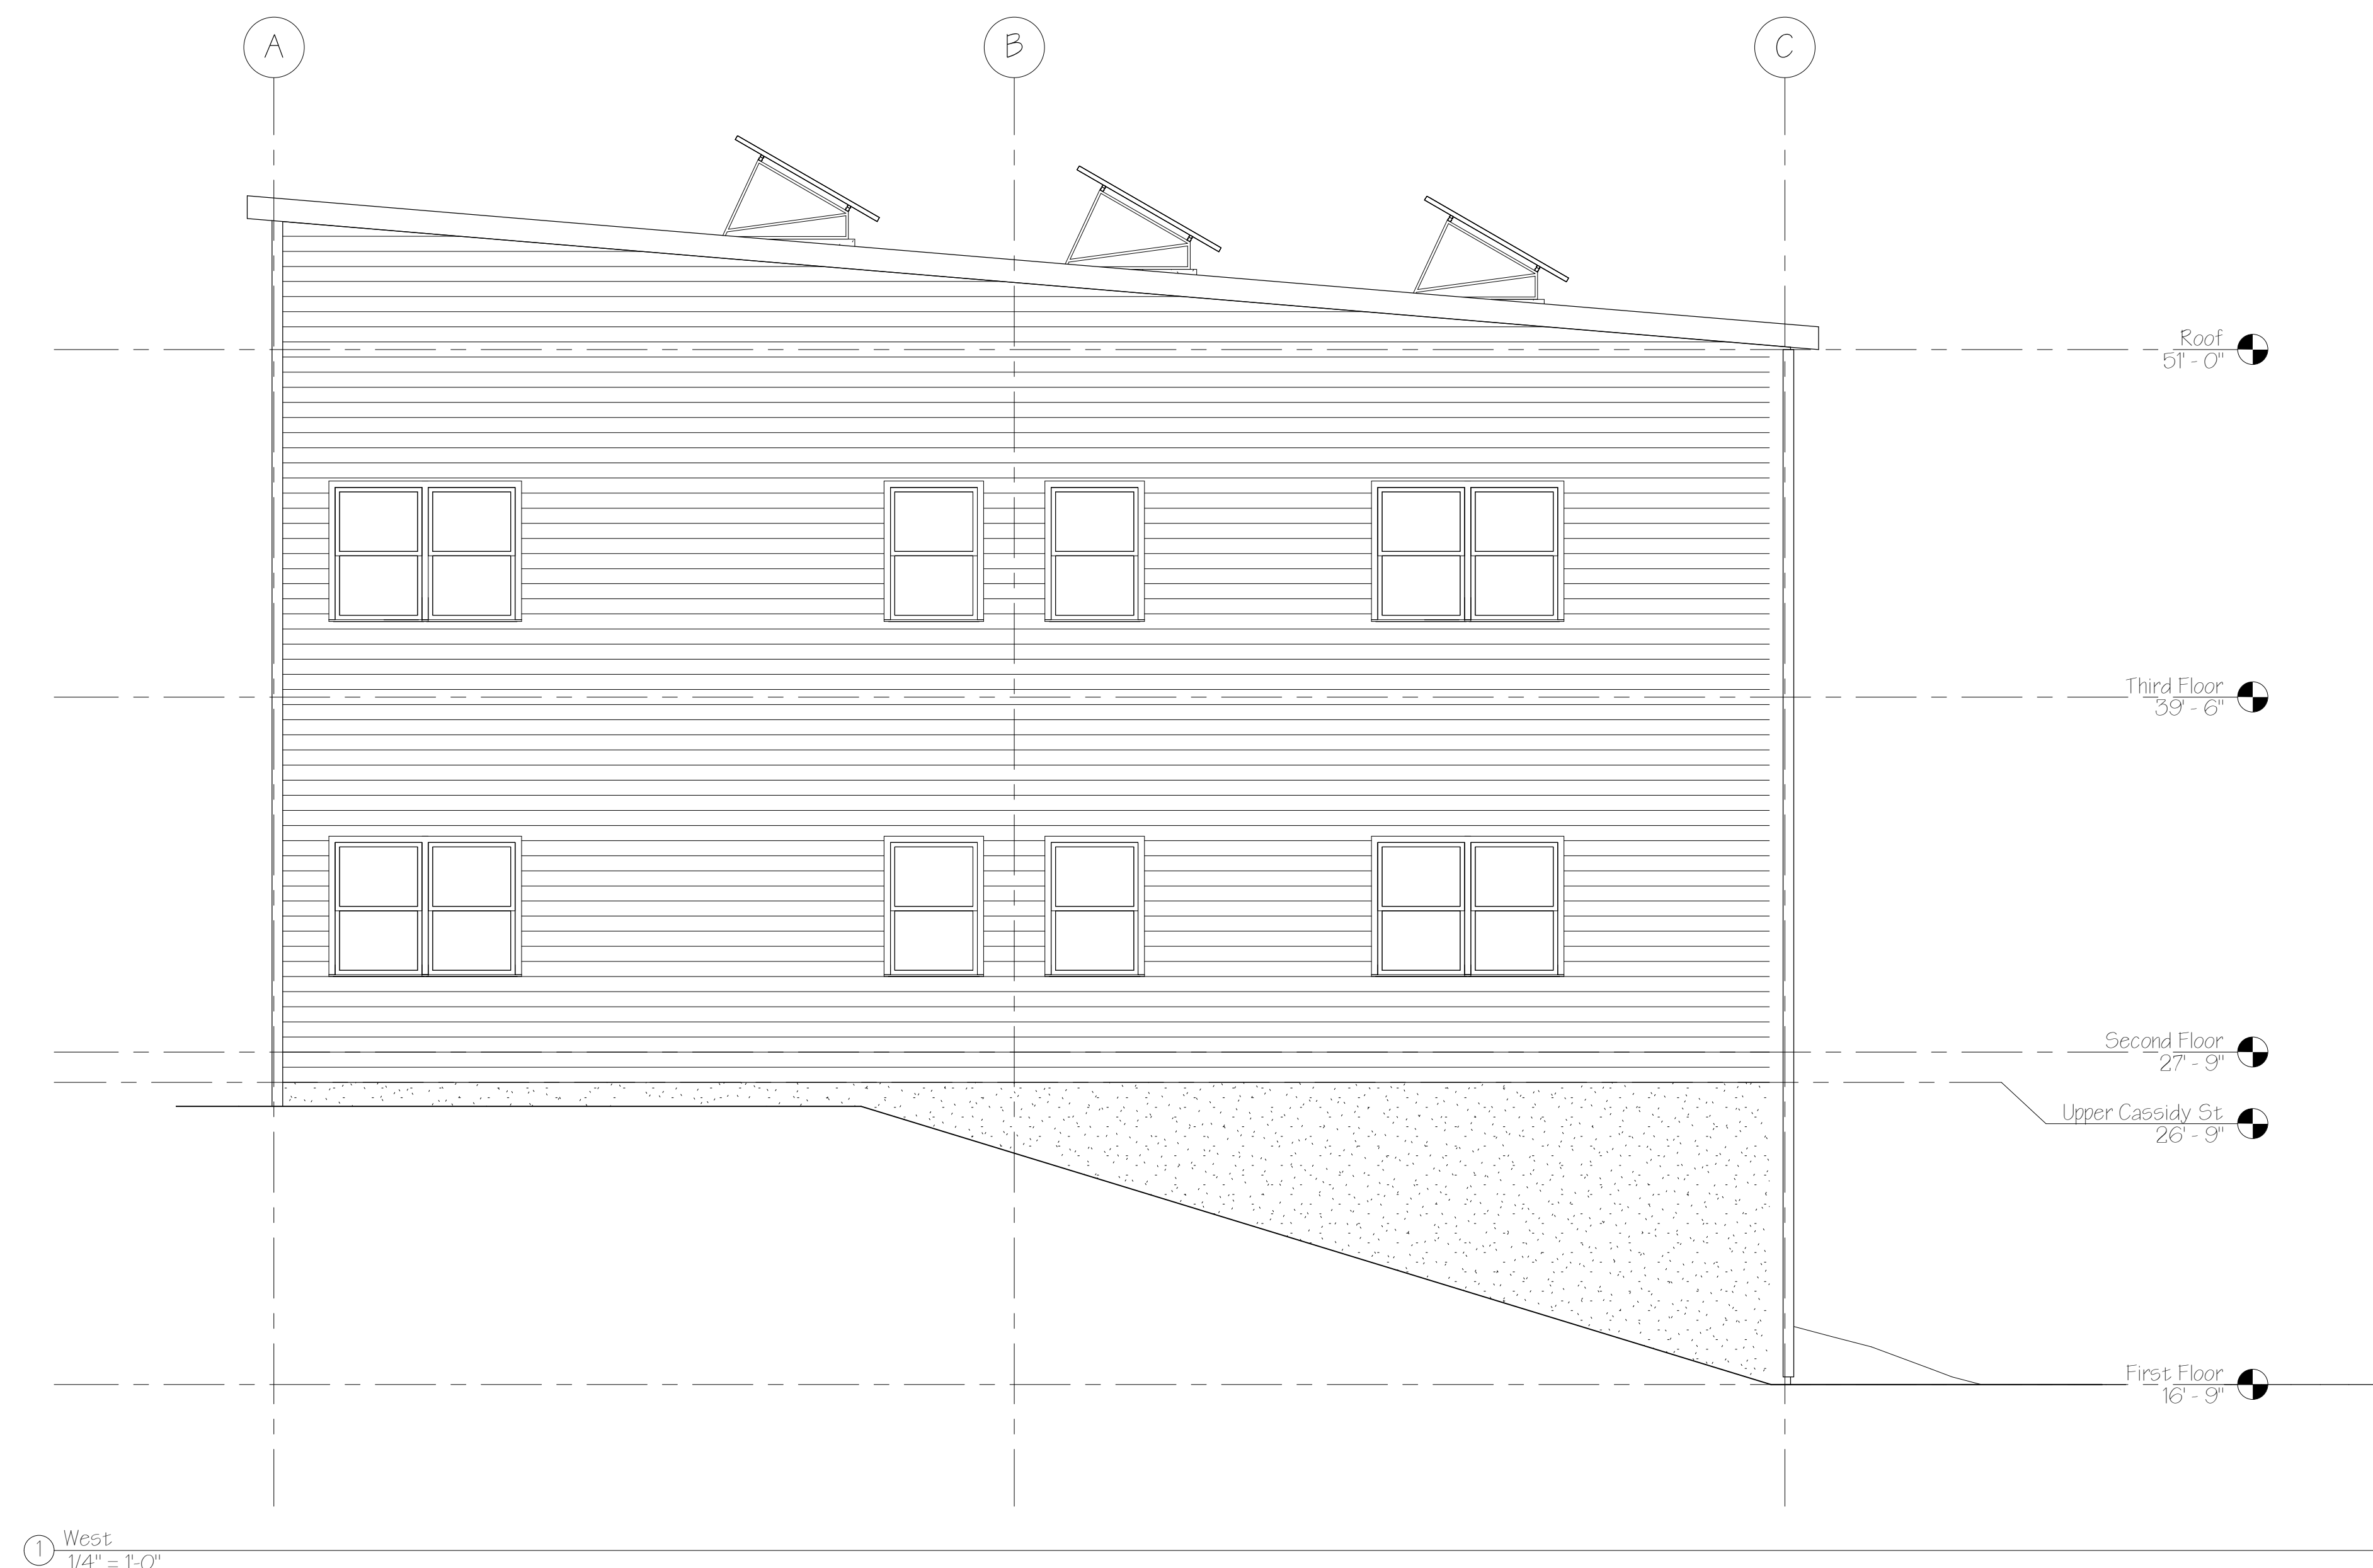 A
B
C
Roof
51' - 0"
Third Floor
39' - 6"
Second Floor
27' - 9"
Upper Cassidy St
26' - 9"
First Floor
16' - 9"
1
West
1/4" = 1'-0"